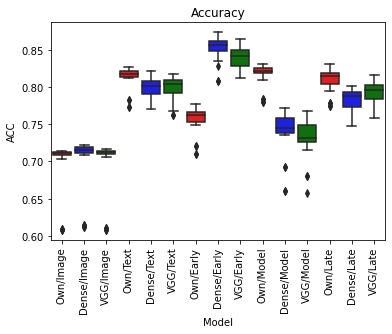 Accuracy
ACC
0.85
0.80
0.75
0.70
0.65
0.60
Own/Image
Dense/Image
VGG/Image
Own/Text
Dense/Text
VGG/Text
Own/Early
Dense/Early
VGG/Early
Own/Model
Dense/Model
VGG/Model
Own/Late
Dense/Late
VGG/Late
Model